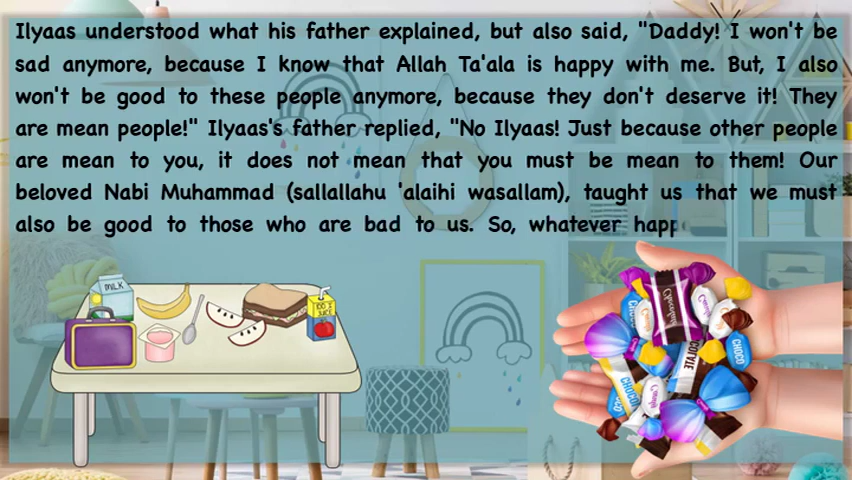 Ilyaas understood what his father explained, but also said, "Daddy! I won't be
sad anymore, because I know that Allah Ta'ala is happy with me. But, I also
won't be good to these people anymore, because they don't deserve it! They
are mean people!" Ilyaas's father replied, "No Ilyaas! Just because other people
are mean to you, it does not mean that you must be mean to them! Our
beloved Nabi Muhammad (sallallahu 'alaihi wasallam), taught us that we must
also be good to those who are bad to us. So, whatever happ
MILK
JUICE
CHOCO